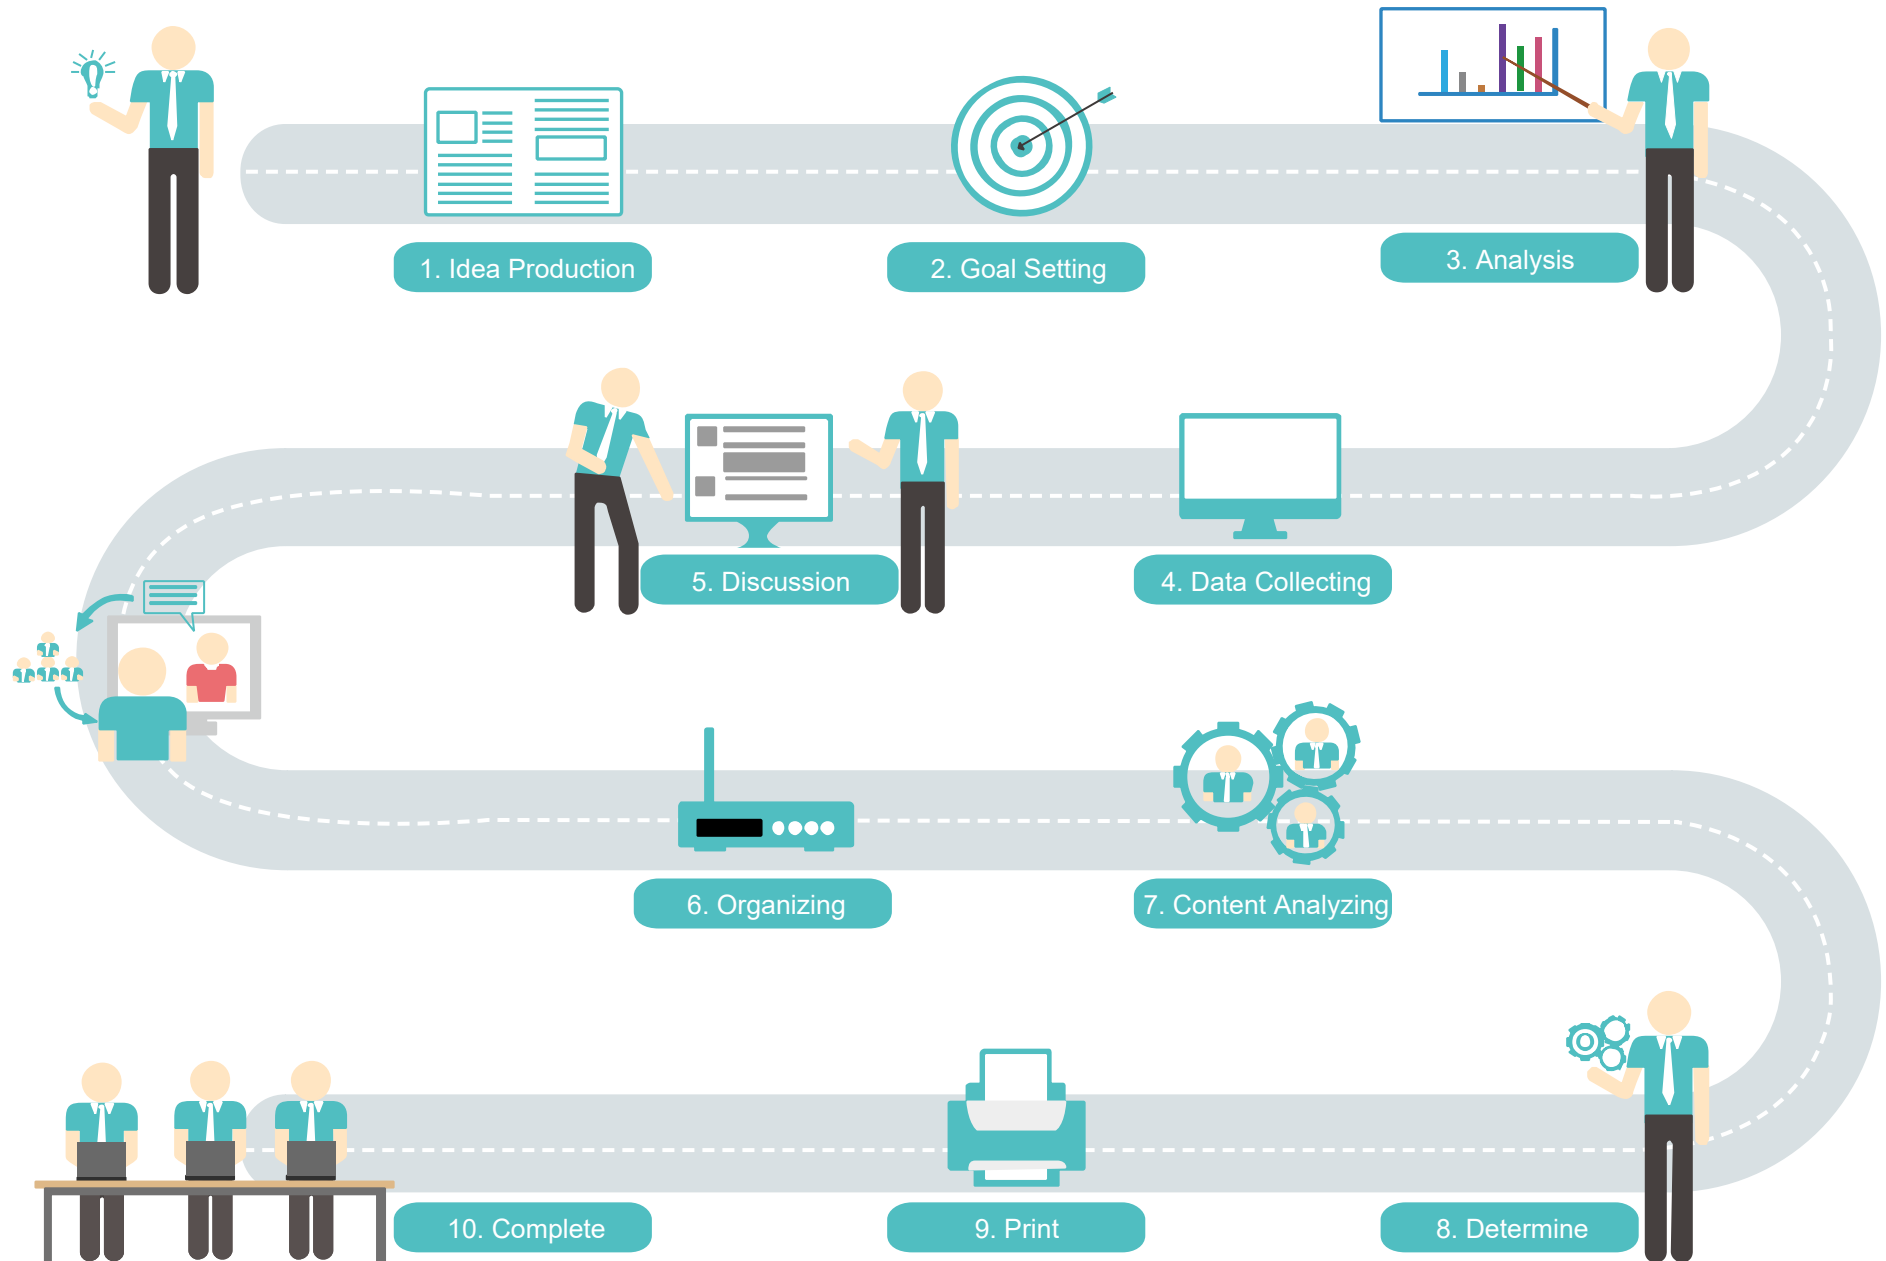 1. Idea Production
2. Goal Setting
3. Analysis
4. Data Collecting
5. Discussion
6. Organizing
7. Content Analyzing
8. Determine
9. Print
10. Complete